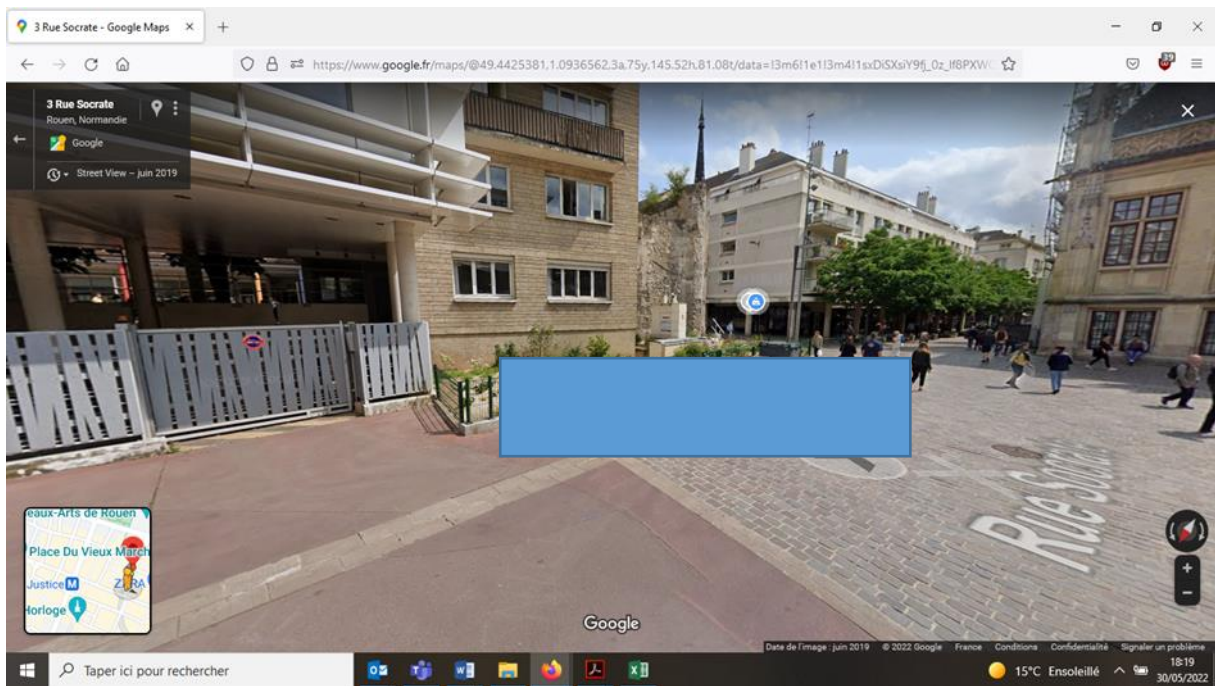 3 Rue Socrate - Google Maps
https://www.google.fr/maps/@49.4425381,1.0936562,3a,75y,145.52h,81.08t/data=!3m6!1e1!3m4!1sxDiSXsiY9fj_0z_lf8PXW
39
3 Rue Socrate
Rouen, Normandie
Google
Street View – juin 2019
Rue Socrate
eaux-Arts de Rouen
Place Du Vieux March
Justice M
ZARA
Horloge
Google
Date de l'image : juin 2019 © 2022 Google France Conditions Confidentialité Signaler un problème
Taper ici pour rechercher
15°C Ensoleillé
18:19
30/05/2022